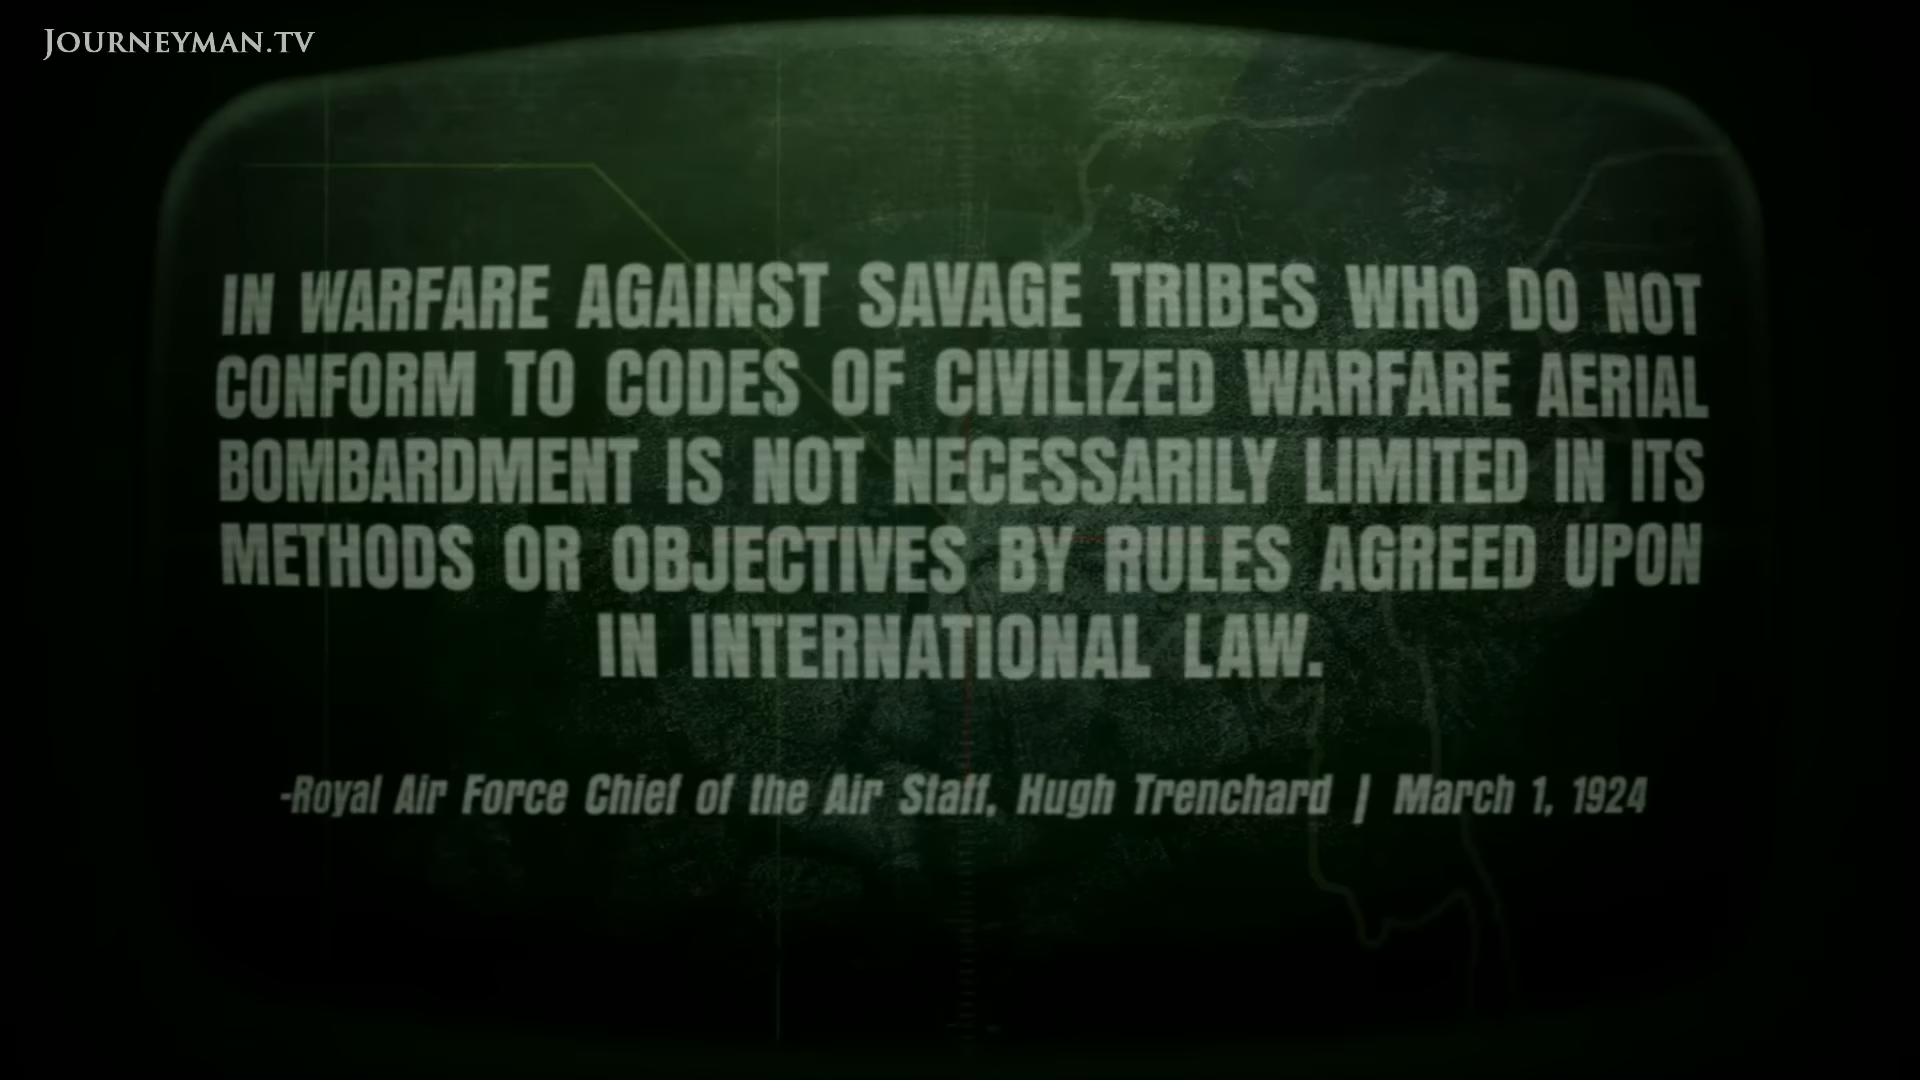 JOURNEYMAN.TV
IN WARFARE AGAINST SAVAGE TRIBES WHO DO NOT
CONFORM TO CODES OF CIVILIZED WARFARE AERIAL
BOMBARDMENT IS NOT NECESSARILY LIMITED IN ITS
METHODS OR OBJECTIVES BY RULES AGREED UPON
IN INTERNATIONAL LAW.
-Royal Air Force Chief of the Air Staff, Hugh Trenchard | March 1, 1924